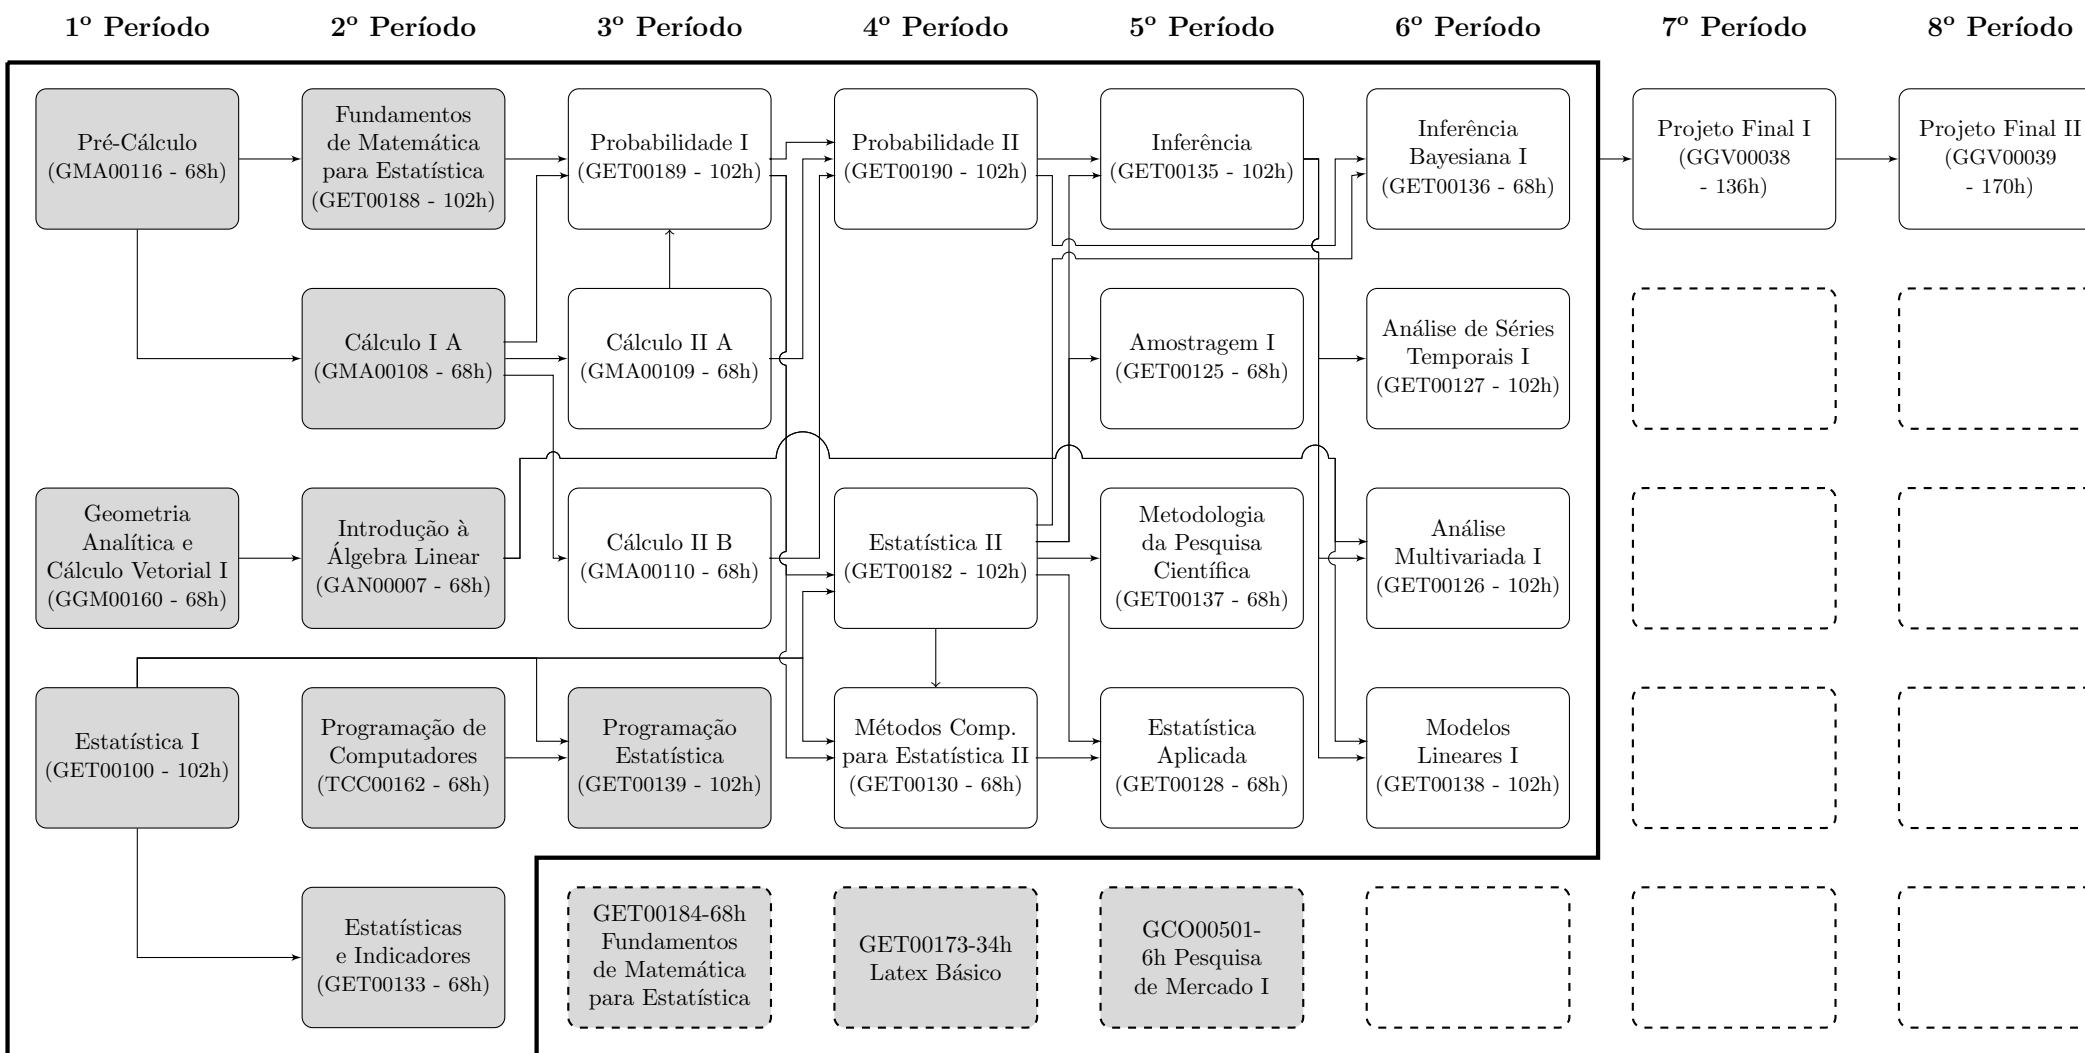 1º Período
2º Período
3º Período
4º Período
5º Período
6º Período
7º Período
8º Período
Pré-Cálculo
(GMA00116 - 68h)
Fundamentos
de Matemática
para Estatística
(GET00188 - 102h)
Probabilidade I
(GET00189 - 102h)
Probabilidade II
(GET00190 - 102h)
Inferência
(GET00135 - 102h)
Inferência
Bayesiana I
(GET00136 - 68h)
Projeto Final I
(GGV00038
- 136h)
Projeto Final II
(GGV00039
- 170h)
Cálculo I A
(GMA00108 - 68h)
Cálculo II A
(GMA00109 - 68h)
Amostragem I
(GET00125 - 68h)
Análise de Séries
Temporais I
(GET00127 - 102h)
Geometria
Analítica e
Cálculo Vetorial I
(GGM00160 - 68h)
Introdução à
Álgebra Linear
(GAN00007 - 68h)
Cálculo II B
(GMA00110 - 68h)
Estatística II
(GET00182 - 102h)
Metodologia
da Pesquisa
Científica
(GET00137 - 68h)
Análise
Multivariada I
(GET00126 - 102h)
Estatística I
(GET00100 - 102h)
Programação de
Computadores
(TCC00162 - 68h)
Programação
Estatística
(GET00139 - 102h)
Métodos Comp.
para Estatística II
(GET00130 - 68h)
Estatística
Aplicada
(GET00128 - 68h)
Modelos
Lineares I
(GET00138 - 102h)
Estatísticas
e Indicadores
(GET00133 - 68h)
GET00184-68h
Fundamentos
de Matemática
para Estatística
GET00173-34h
Latex Básico
GCO00501-
6h Pesquisa
de Mercado I